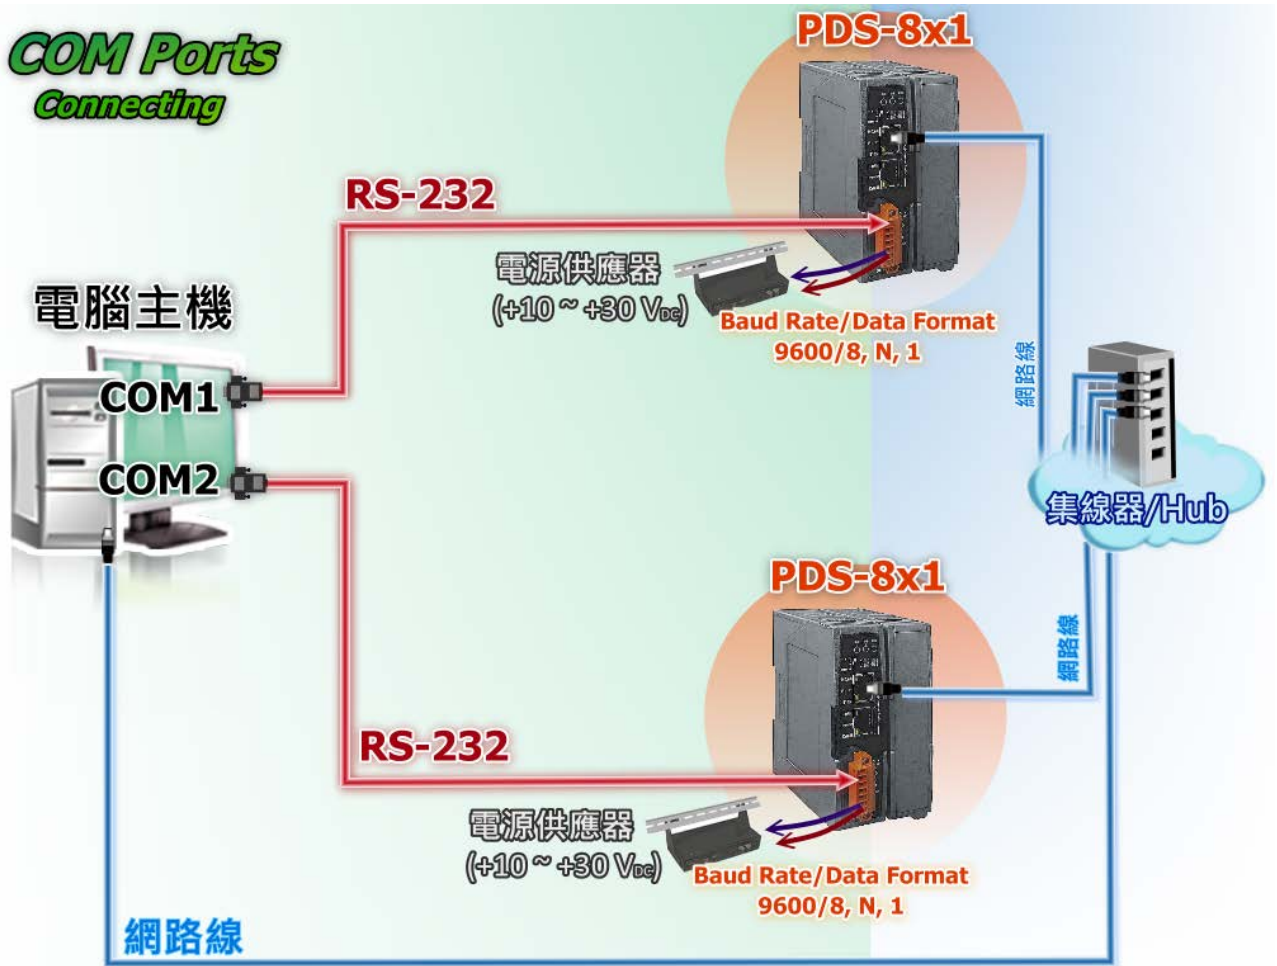 COM Ports
Connecting
PDS-8x1
RS-232
電源供應器
(+10 ~ +30 VDC)
Baud Rate/Data Format
9600/8, N, 1
電腦主機
COM1
COM2
網路線
集線器/Hub
PDS-8x1
網路線
RS-232
電源供應器
(+10 ~ +30 VDC)
Baud Rate/Data Format
9600/8, N, 1
網路線